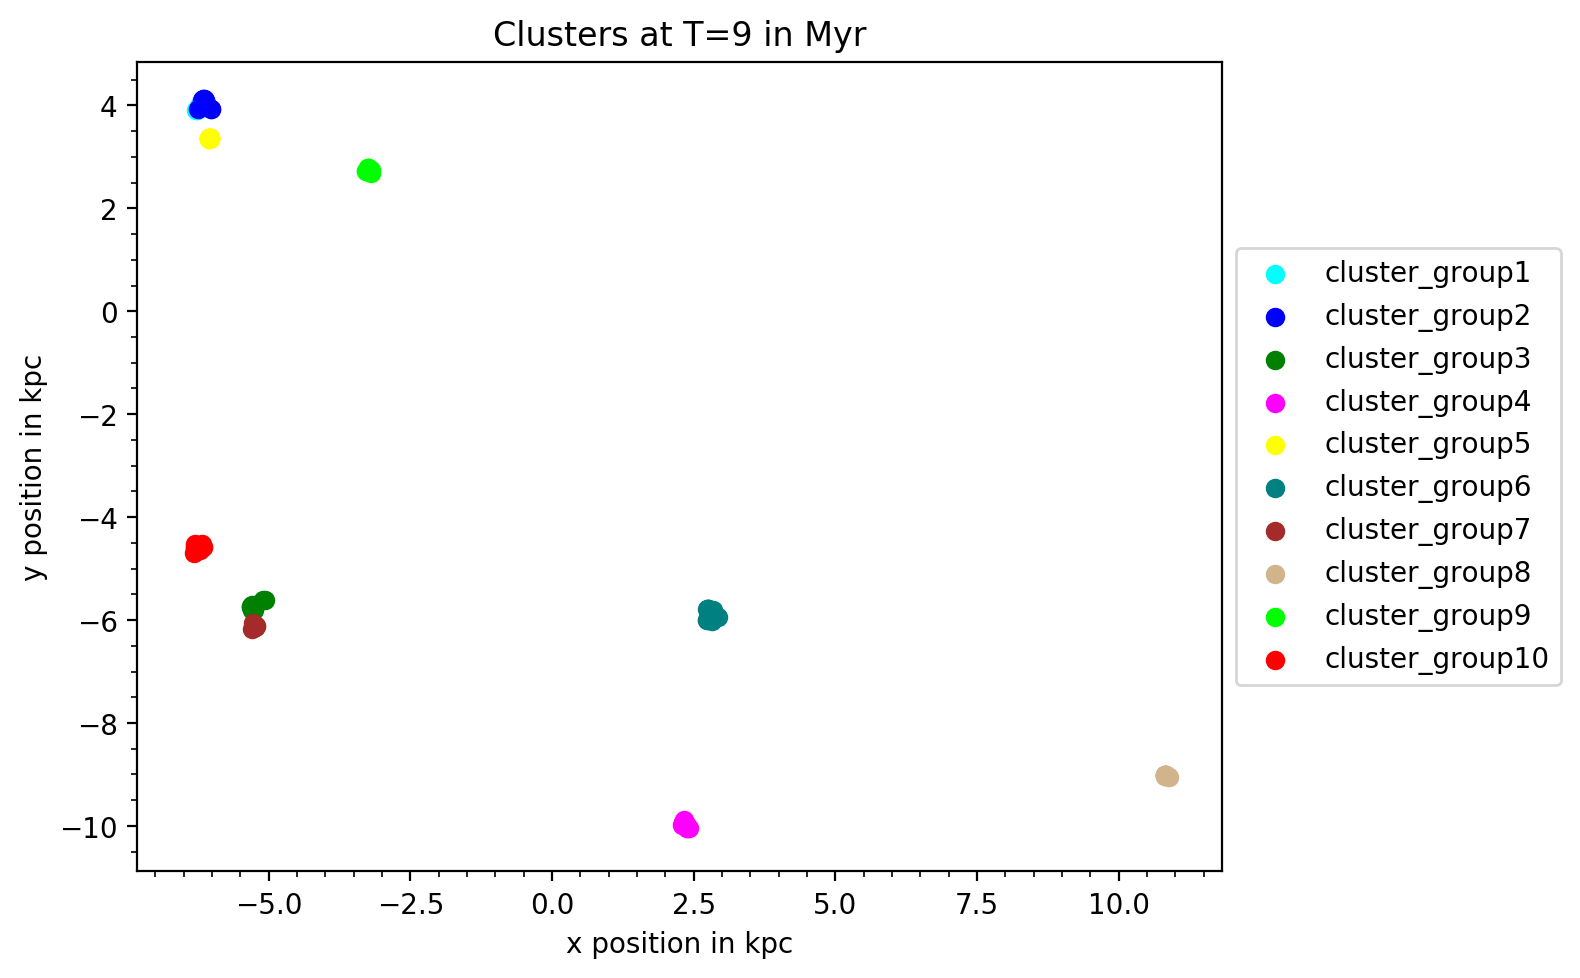 Clusters at T=9 in Myr
4
2
0
−2
−4
−6
−8
−10
y position in kpc
−5.0 −2.5 0.0 2.5 5.0 7.5 10.0
x position in kpc
cluster_group1
cluster_group2
cluster_group3
cluster_group4
cluster_group5
cluster_group6
cluster_group7
cluster_group8
cluster_group9
cluster_group10